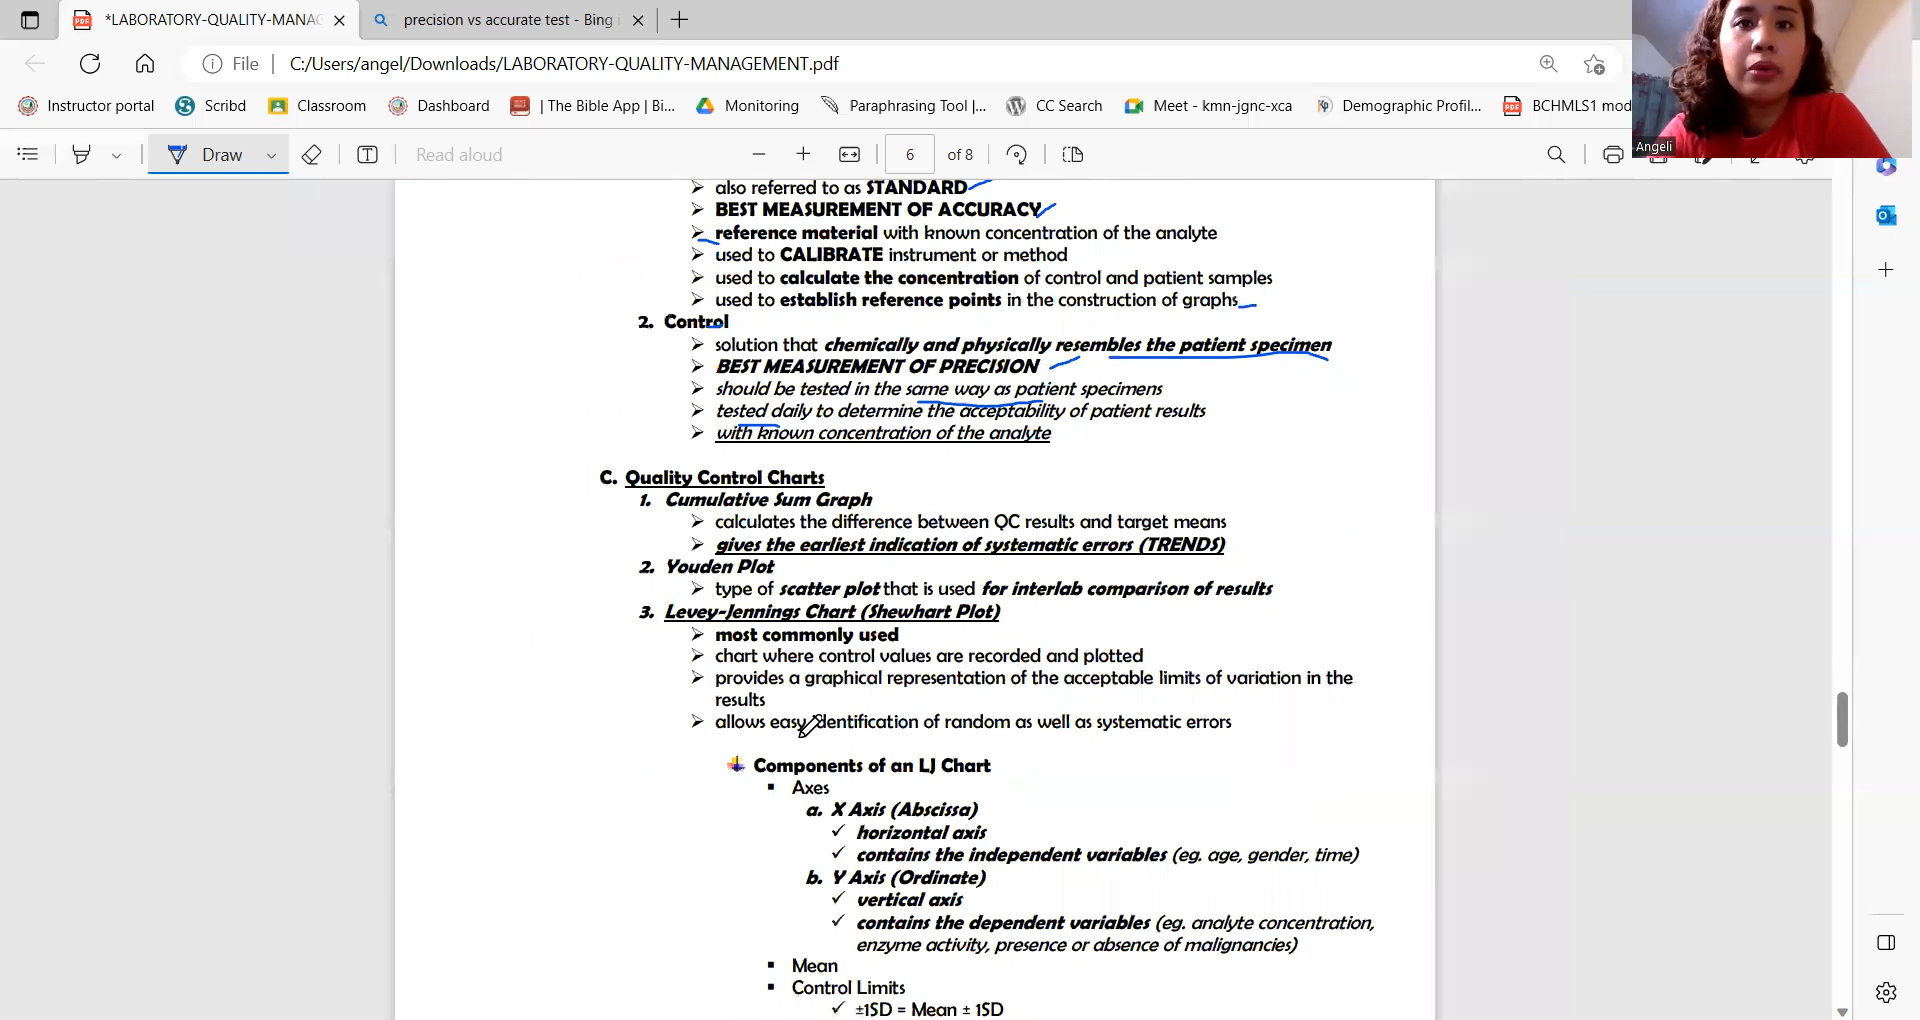 *LABORATORY-QUALITY-MANA
precision vs accurate test - Bing i
File
C:/Users/angel/Downloads/LABORATORY-QUALITY-MANAGEMENT.pdf
Instructor portal
Scribd
Classroom
Dashboard
| The Bible App | Bi...
Monitoring
Paraphrasing Tool |...
CC Search
Meet - kmn-jgnc-xca
Demographic Profil...
BCHMLS1 mod
Angeli
Draw
Read aloud
6 of 8
➢ also referred to as STANDARD
➢ BEST MEASUREMENT OF ACCURACY
➢ reference material with known concentration of the analyte
➢ used to CALIBRATE instrument or method
➢ used to calculate the concentration of control and patient samples
➢ used to establish reference points in the construction of graphs
2. Control
➢ solution that chemically and physically resembles the patient specimen
➢ BEST MEASUREMENT OF PRECISION
➢ should be tested in the same way as patient specimens
➢ tested daily to determine the acceptability of patient results
➢ with known concentration of the analyte
C. Quality Control Charts
1. Cumulative Sum Graph
➢ calculates the difference between QC results and target means
➢ gives the earliest indication of systematic errors (TRENDS)
2. Youden Plot
➢ type of scatter plot that is used for interlab comparison of results
3. Levey-Jennings Chart (Shewhart Plot)
➢ most commonly used
➢ chart where control values are recorded and plotted
➢ provides a graphical representation of the acceptable limits of variation in the
results
➢ allows easy identification of random as well as systematic errors
Components of an LJ Chart
▪ Axes
a. X Axis (Abscissa)
✓ horizontal axis
✓ contains the independent variables (eg. age, gender, time)
b. Y Axis (Ordinate)
✓ vertical axis
✓ contains the dependent variables (eg. analyte concentration,
enzyme activity, presence or absence of malignancies)
▪ Mean
▪ Control Limits
✓ ±1SD = Mean ± 1SD